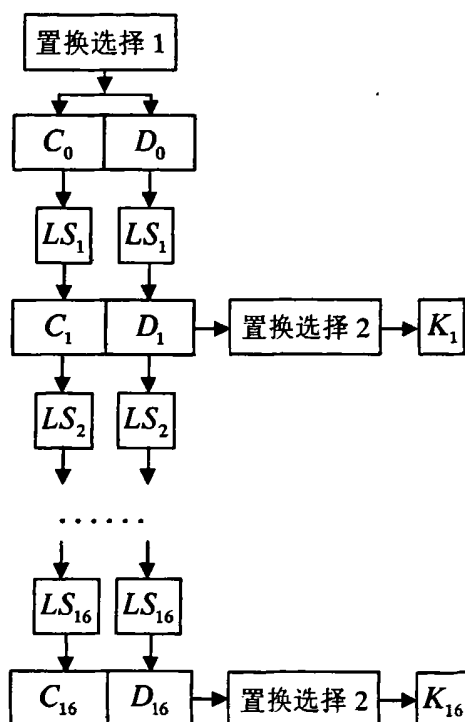 置换选择 1
C₀ D₀
LS₁ LS₁
C₁ D₁ 置换选择 2 K₁
LS₂ LS₂
······
LS₁₆ LS₁₆
C₁₆ D₁₆ 置换选择 2 K₁₆